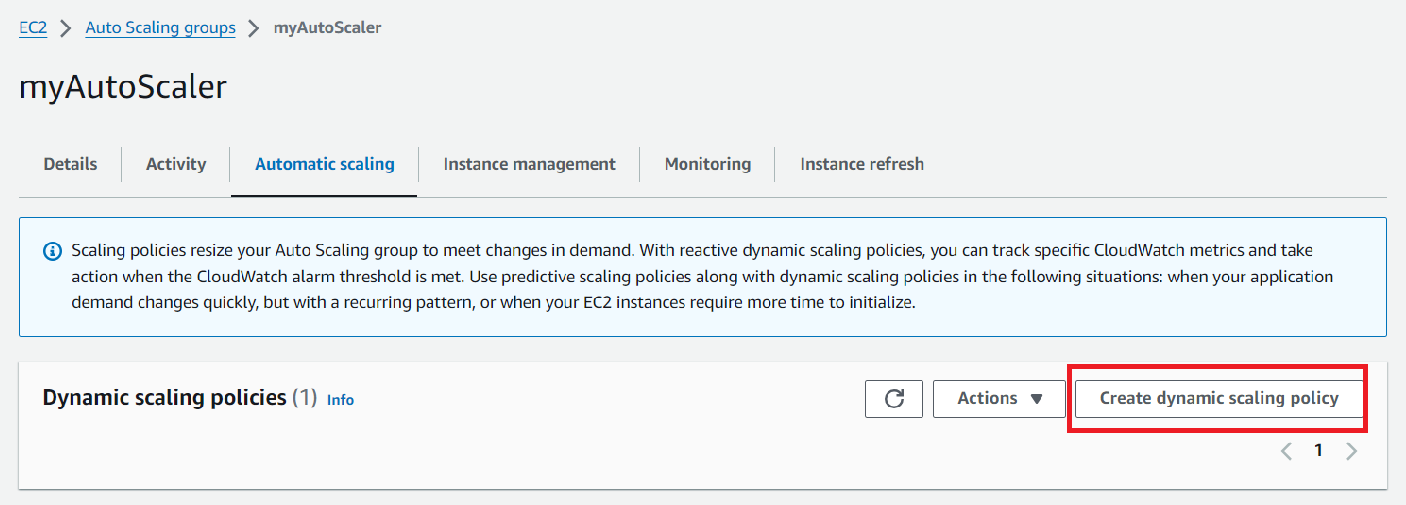 EC2 > Auto Scaling groups > myAutoScaler
myAutoScaler
Details Activity Automatic scaling Instance management Monitoring Instance refresh
Scaling policies resize your Auto Scaling group to meet changes in demand. With reactive dynamic scaling policies, you can track specific CloudWatch metrics and take
action when the CloudWatch alarm threshold is met. Use predictive scaling policies along with dynamic scaling policies in the following situations: when your application
demand changes quickly, but with a recurring pattern, or when your EC2 instances require more time to initialize.
Dynamic scaling policies (1) Info Actions Create dynamic scaling policy
1